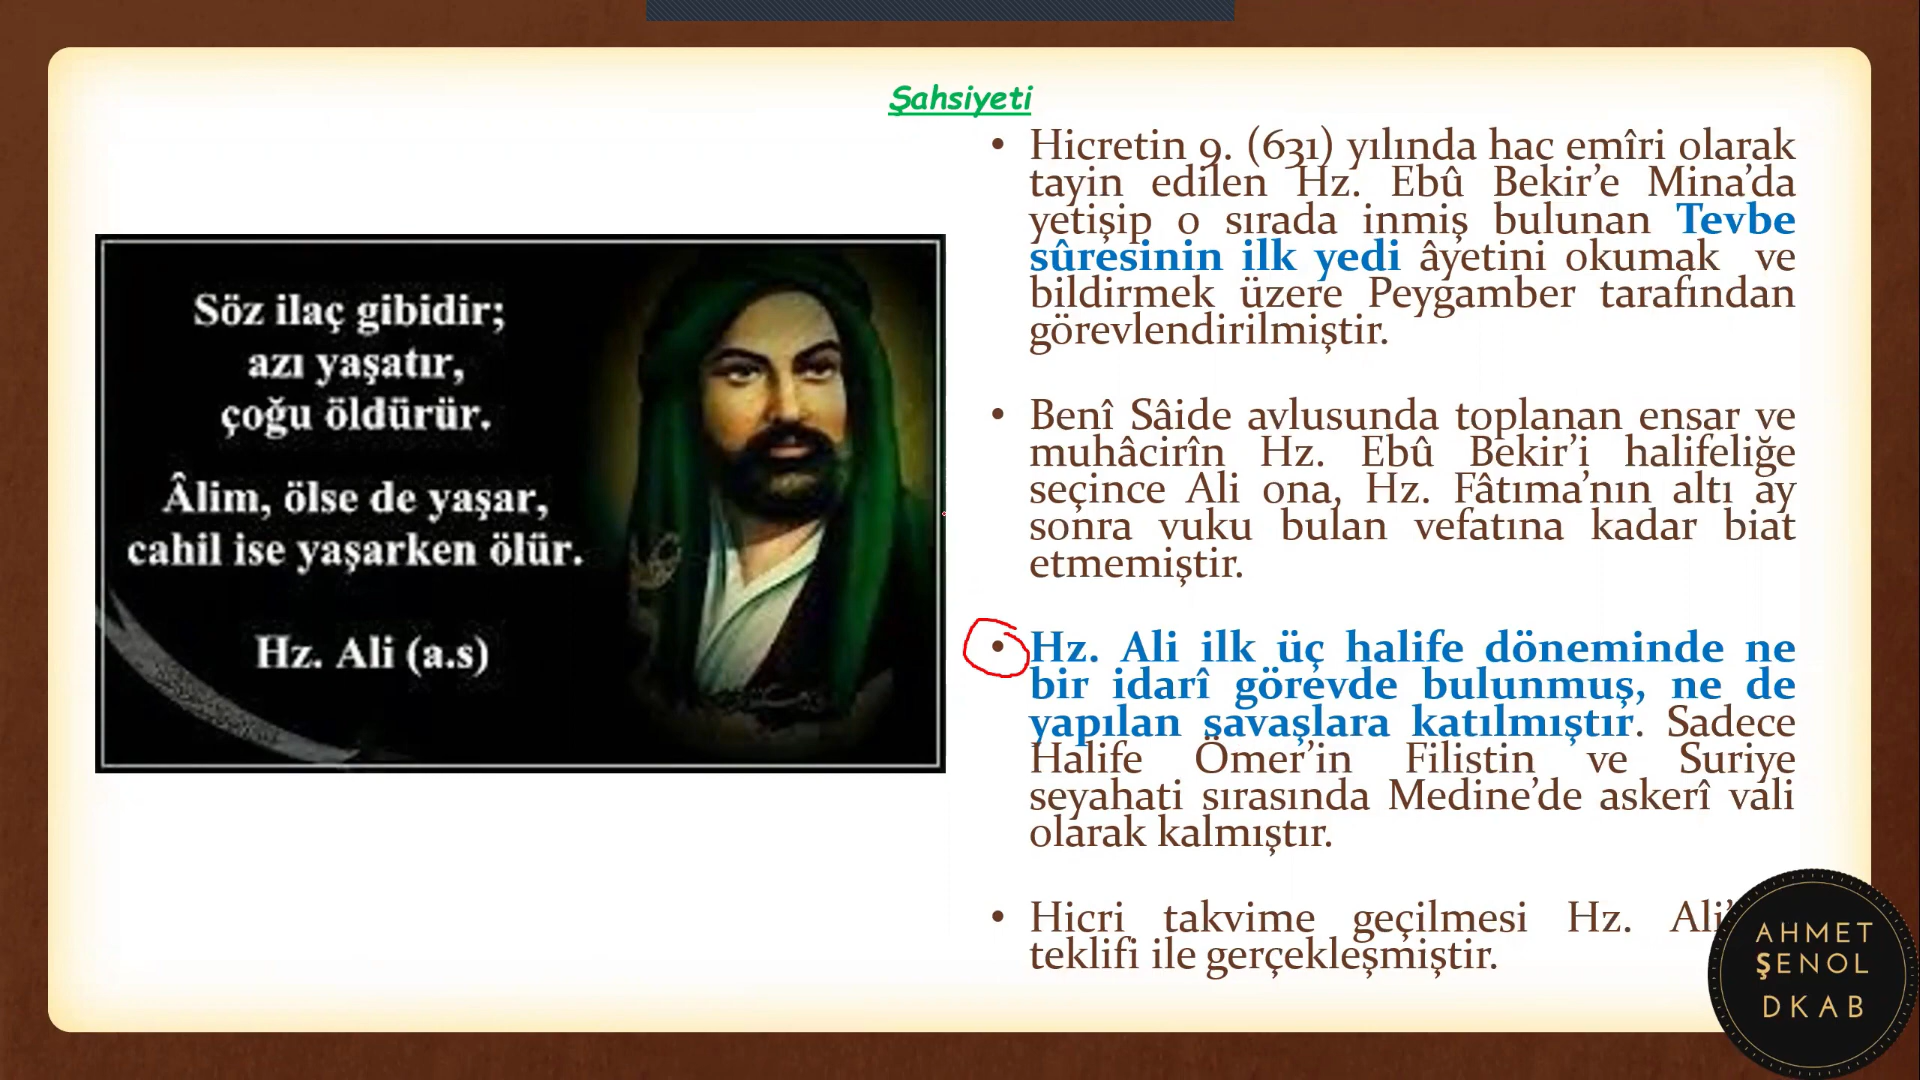 Şahsiyeti
Söz ilaç gibidir;
azı yaşatır,
çoğu öldürür.
Âlim, ölse de yaşar,
cahil ise yaşarken ölür.
Hz. Ali (a.s)
• Hicretin 9. (631) yılında hac emîri olarak
tayin edilen Hz. Ebû Bekir’e Mina’da
yetişip o sırada inmiş bulunan Tevbe
sûresinin ilk yedi âyetini okumak ve
bildirmek üzere Peygamber tarafından
görevlendirilmiştir.
• Benî Sâide avlusunda toplanan ensar ve
muhâcirîn Hz. Ebû Bekir’i halifeliğe
seçince Ali ona, Hz. Fâtıma’nın altı ay
sonra vuku bulan vefatına kadar biat
etmemiştir.
• Hz. Ali ilk üç halife döneminde ne
bir idarî görevde bulunmuş, ne de
yapılan savaşlara katılmıştır. Sadece
Halife Ömer’in Filistin ve Suriye
seyahati sırasında Medine’de askerî vali
olarak kalmıştır.
• Hicri takvime geçilmesi Hz. Ali’
teklifi ile gerçekleşmiştir.
AHMET
ŞENOL
DKAB